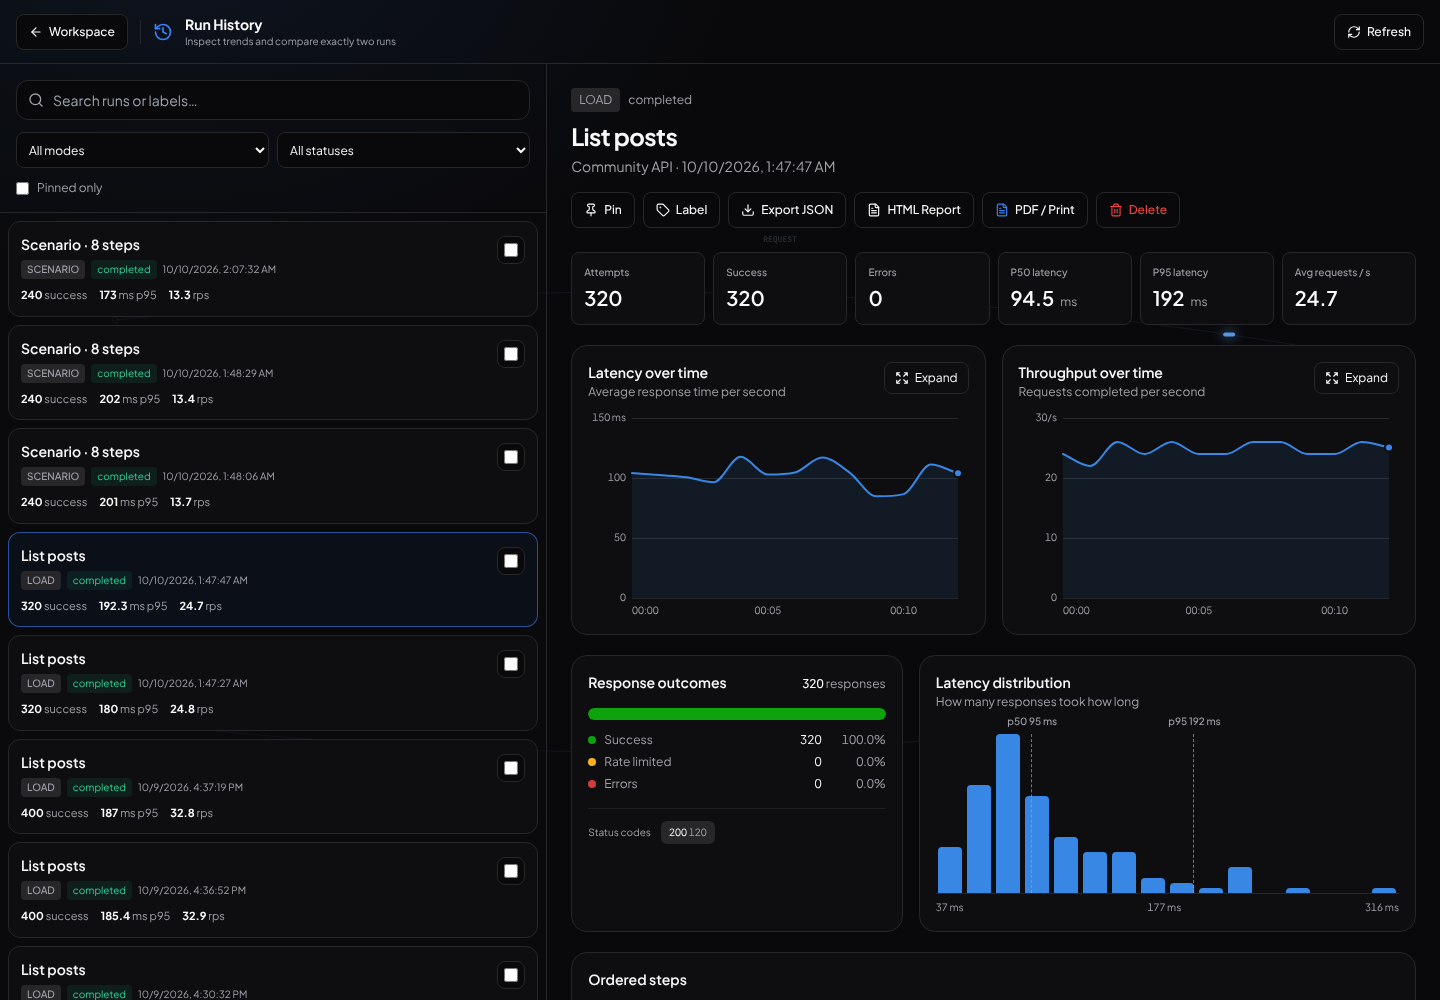 Workspace
Run History
Inspect trends and compare exactly two runs
Refresh
Search runs or labels...
All modes
All statuses
Pinned only
Scenario · 8 steps
SCENARIO completed 10/10/2026, 2:07:32 AM
240 success 173 ms p95 13.3 rps
Scenario · 8 steps
SCENARIO completed 10/10/2026, 1:48:29 AM
240 success 202 ms p95 13.4 rps
Scenario · 8 steps
SCENARIO completed 10/10/2026, 1:48:06 AM
240 success 201 ms p95 13.7 rps
List posts
LOAD completed 10/10/2026, 1:47:47 AM
320 success 192.3 ms p95 24.7 rps
List posts
LOAD completed 10/10/2026, 1:47:27 AM
320 success 180 ms p95 24.8 rps
List posts
LOAD completed 10/9/2026, 4:37:19 PM
400 success 187 ms p95 32.8 rps
List posts
LOAD completed 10/9/2026, 4:36:52 PM
400 success 185.4 ms p95 32.9 rps
List posts
LOAD completed 10/9/2026, 4:30:32 PM
LOAD completed
List posts
Community API · 10/10/2026, 1:47:47 AM
Pin Label Export JSON HTML Report PDF / Print Delete
REQUEST
Attempts
320
Success
320
Errors
0
P50 latency
94.5 ms
P95 latency
192 ms
Avg requests / s
24.7
Latency over time
Average response time per second
Expand
150 ms
100
50
0
00:00 00:05 00:10
Throughput over time
Requests completed per second
Expand
30/s
20
10
0
00:00 00:05 00:10
Response outcomes 320 responses
Success 320 100.0%
Rate limited 0 0.0%
Errors 0 0.0%
Status codes 200 120
Latency distribution
How many responses took how long
p50 95 ms p95 192 ms
37 ms 177 ms 316 ms
Ordered steps